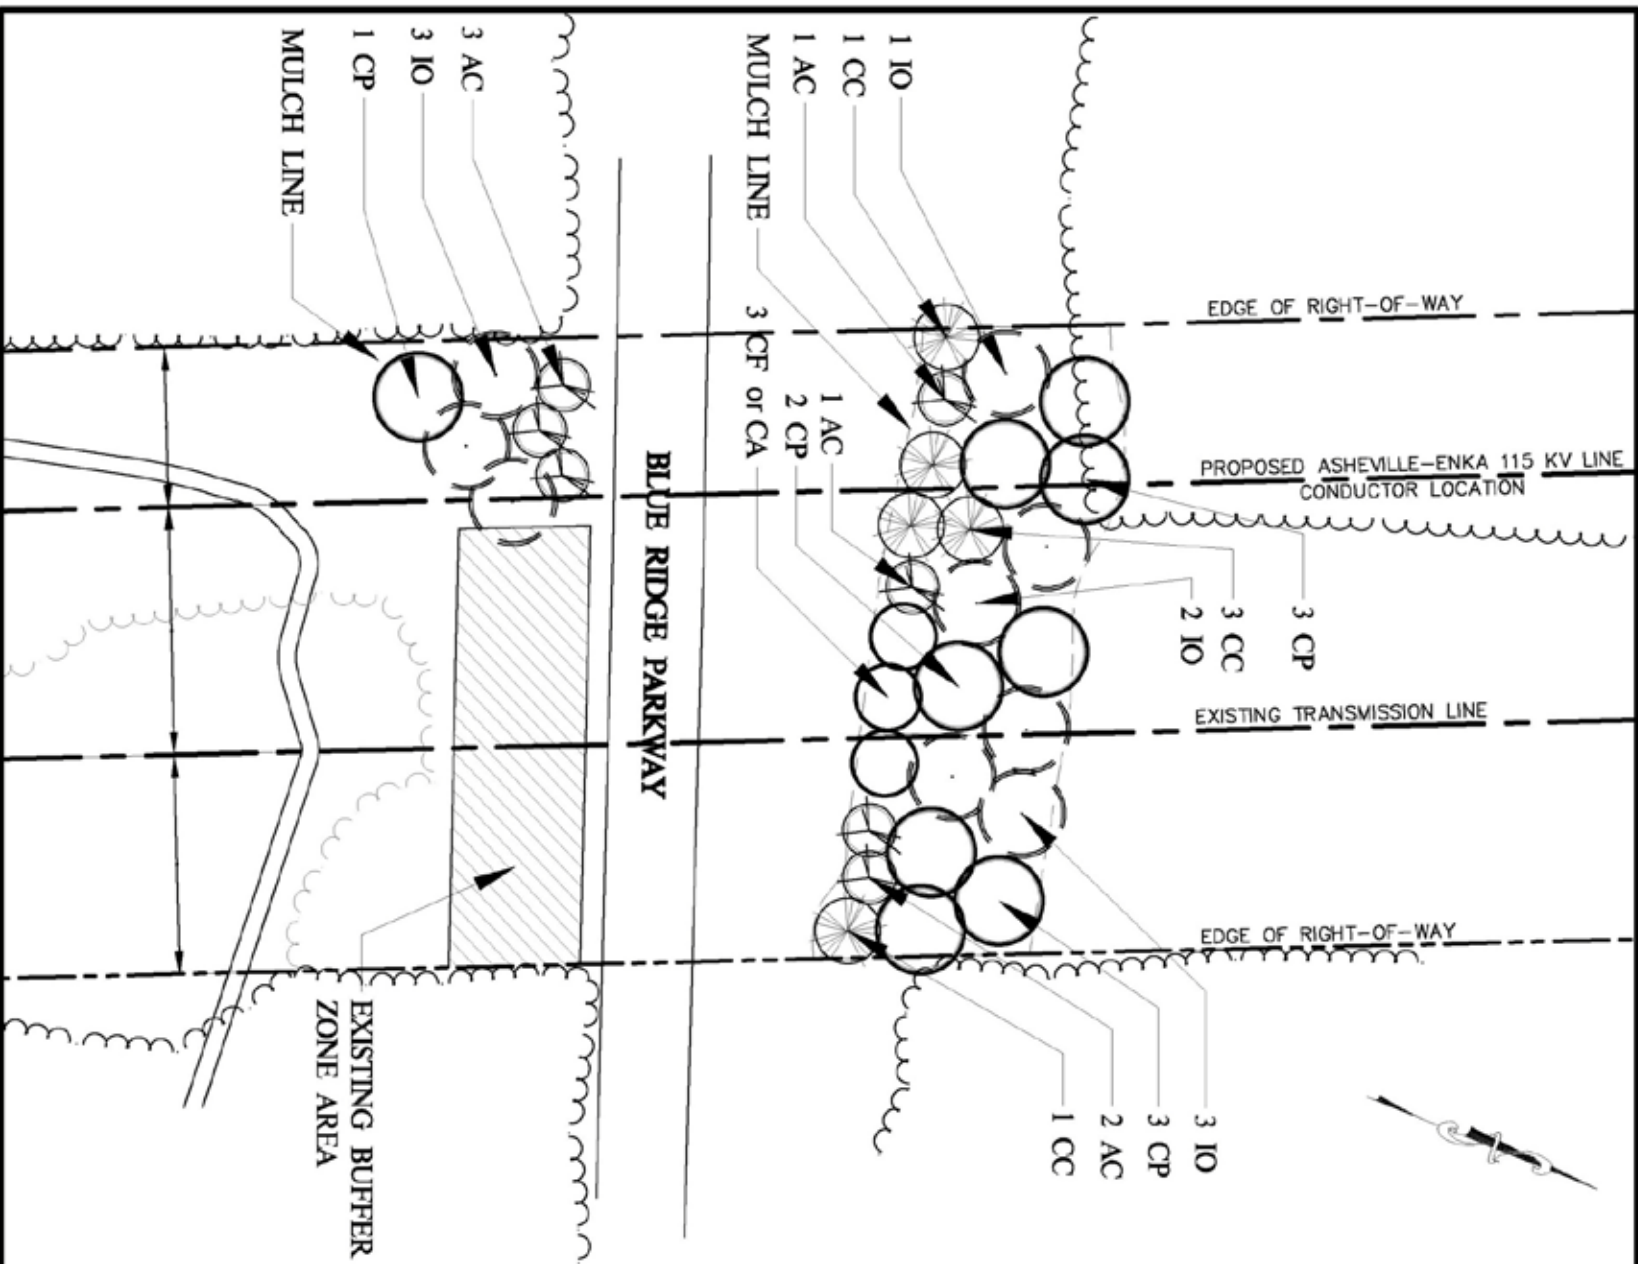 1 IO
1 CC
1 AC
MULCH LINE
3 AC
3 IO
1 CP
MULCH LINE
EDGE OF RIGHT-OF-WAY
PROPOSED ASHEVILLE-ENKA 115 KV LINE
CONDUCTOR LOCATION
3 CF or CA
1 AC
2 CP
BLUE RIDGE PARKWAY
3 CP
3 CC
2 IO
EXISTING TRANSMISSION LINE
EDGE OF RIGHT-OF-WAY
EXISTING BUFFER
ZONE AREA
3 IO
3 CP
2 AC
1 CC